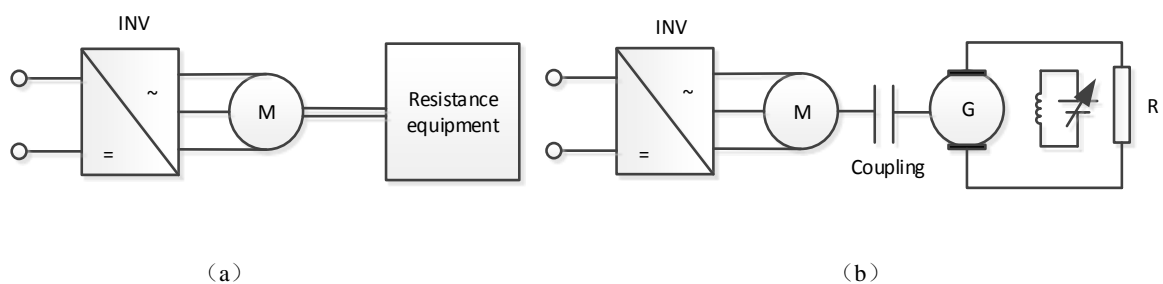 INV
~
=
M
Resistance
equipment
（a）
INV
~
=
M
Coupling
G
R
（b）